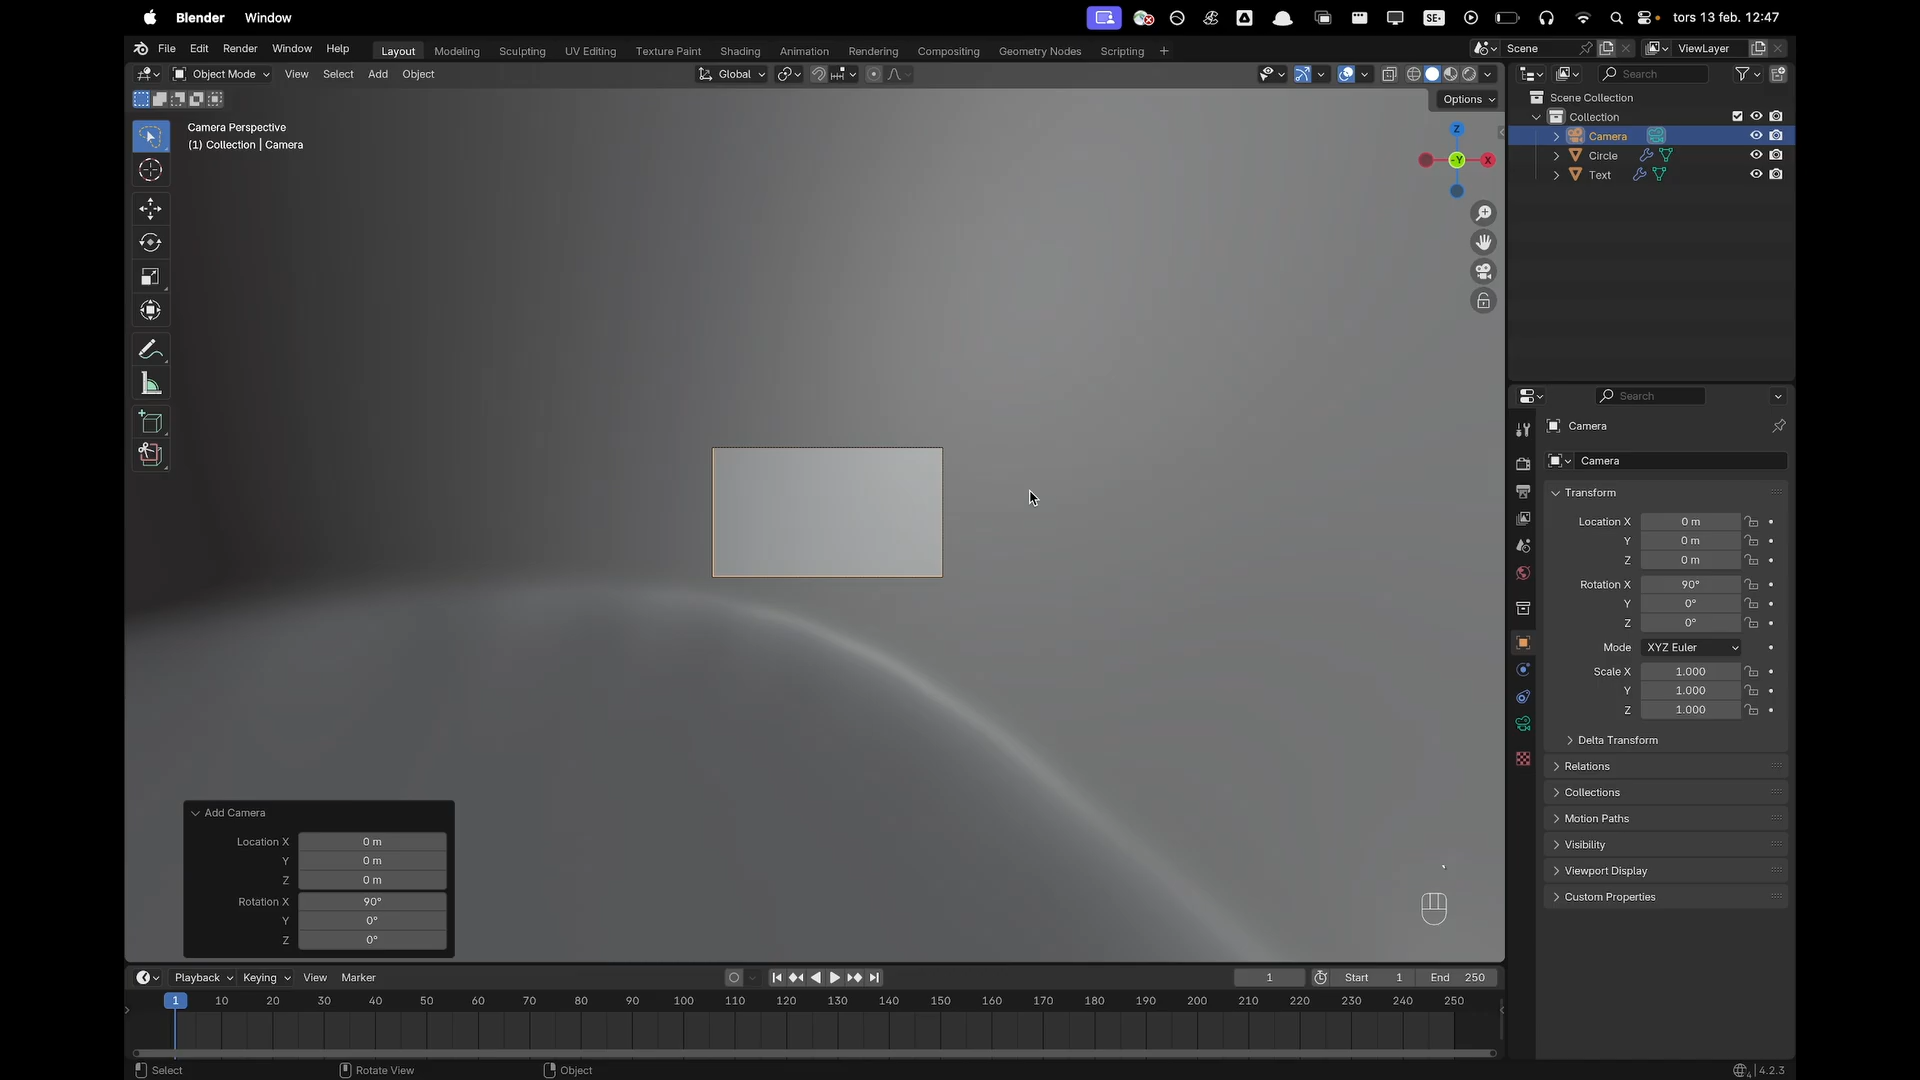 Blender Window SE tors 13 feb. 12:47
File Edit Render Window Help Layout Modeling Sculpting UV Editing Texture Paint Shading Animation Rendering Compositing Geometry Nodes Scripting + Scene ViewLayer
Object Mode View Select Add Object Global Search
Options
Camera Perspective
(1) Collection | Camera
Z
-Y X
Scene Collection
Collection
Camera
Circle
Text
Search
Camera
Camera
Transform
Location X 0 m
Y 0 m
Z 0 m
Rotation X 90°
Y 0°
Z 0°
Mode XYZ Euler
Scale X 1.000
Y 1.000
Z 1.000
Delta Transform
Relations
Collections
Motion Paths
Visibility
Viewport Display
Custom Properties
Add Camera
Location X 0 m
Y 0 m
Z 0 m
Rotation X 90°
Y 0°
Z 0°
Playback Keying View Marker 1 Start 1 End 250
1 10 20 30 40 50 60 70 80 90 100 110 120 130 140 150 160 170 180 190 200 210 220 230 240 250
Select Rotate View Object 4.2.3